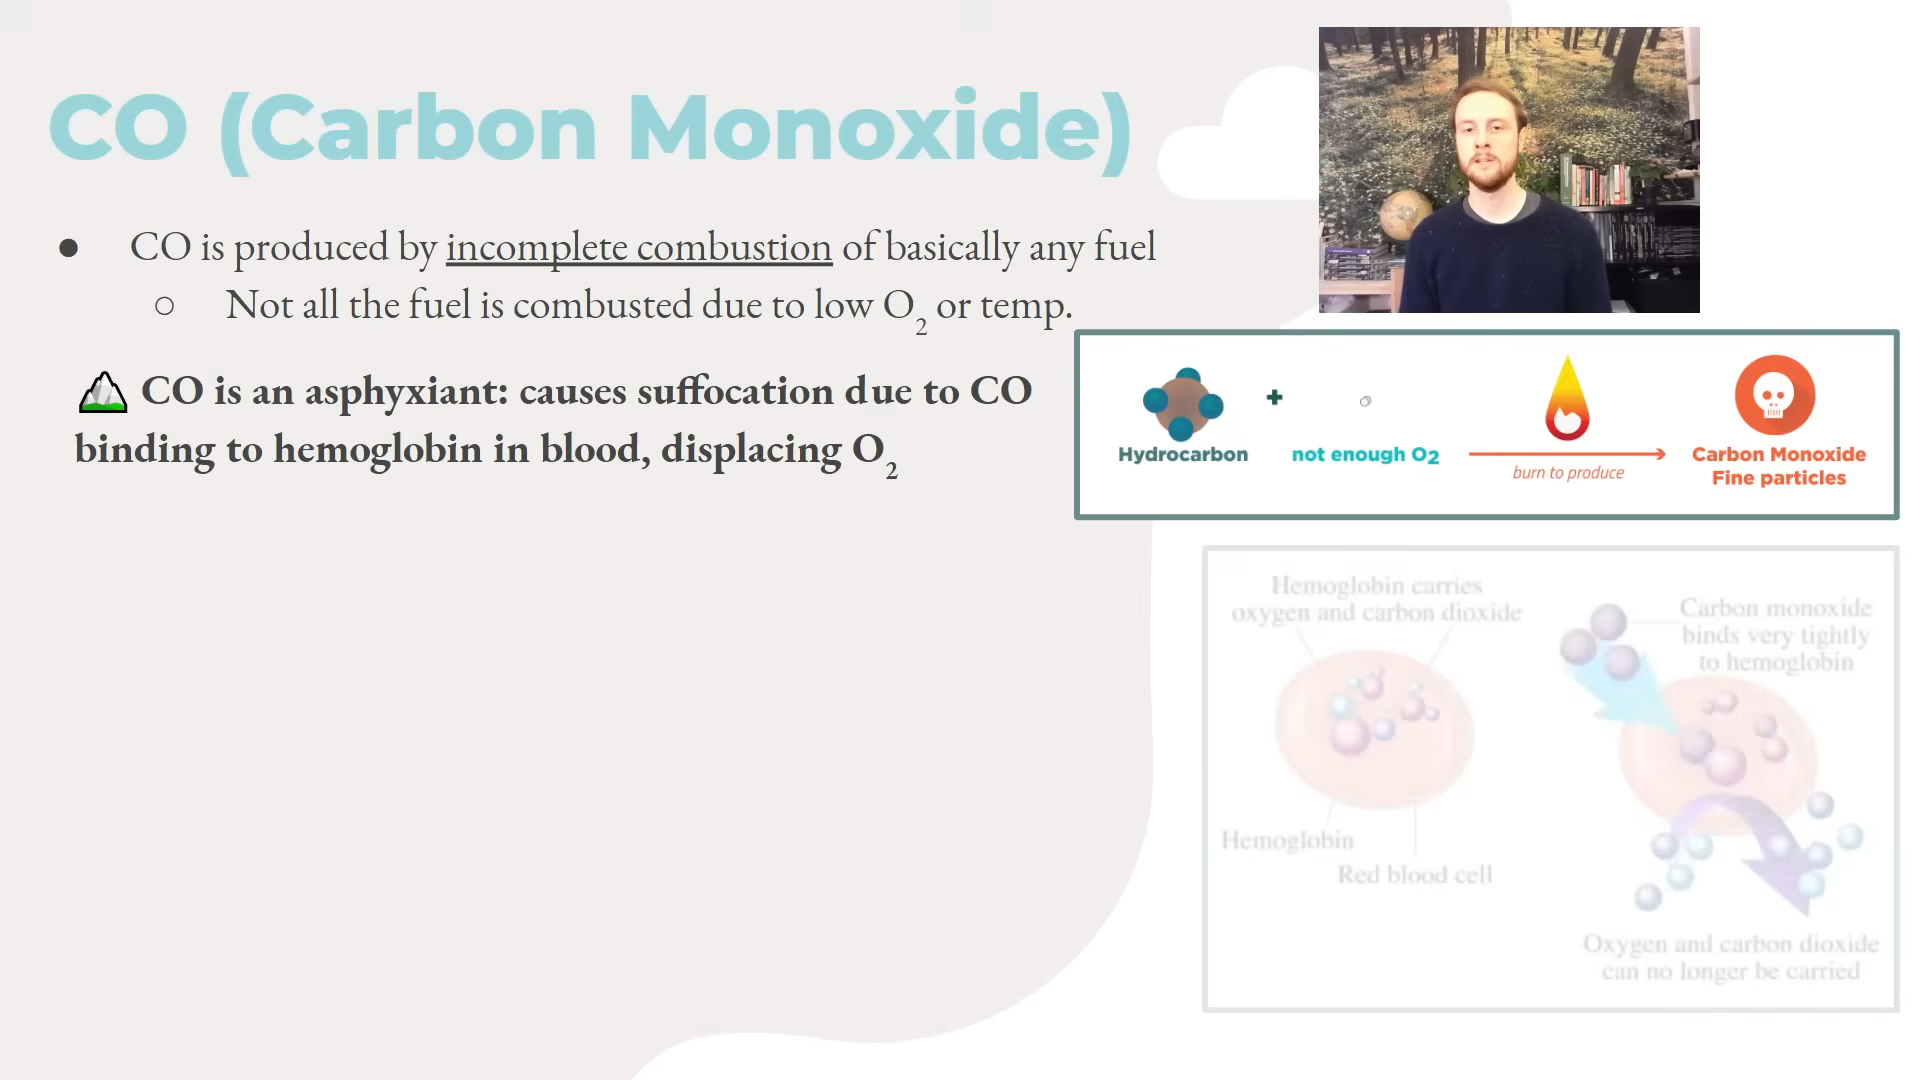 CO (Carbon Monoxide)
● CO is produced by incomplete combustion of basically any fuel
○ Not all the fuel is combusted due to low O₂ or temp.
CO is an asphyxiant: causes suffocation due to CO
binding to hemoglobin in blood, displacing O₂
+
Hydrocarbon
not enough O2
burn to produce
Carbon Monoxide
Fine particles
Hemoglobin carries
oxygen and carbon dioxide
Hemoglobin
Red blood cell
Carbon monoxide
binds very tightly
to hemoglobin
Oxygen and carbon dioxide
can no longer be carried